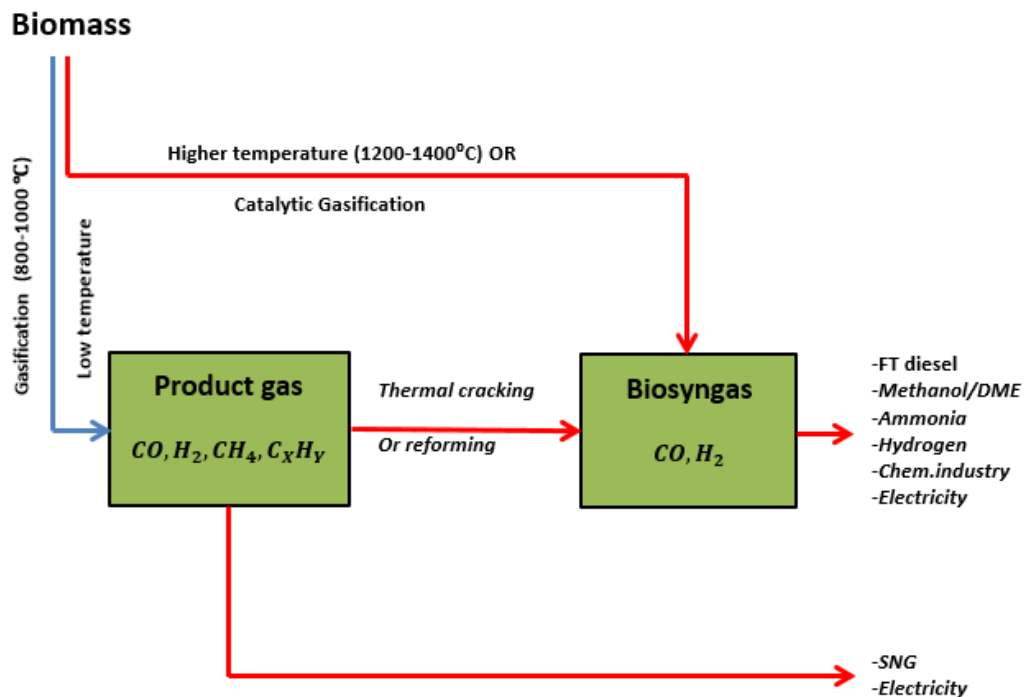 Biomass
Higher temperature (1200-1400⁰C) OR
Catalytic Gasification
Gasification (800-1000 ⁰C)
Low temperature
Product gas
CO, H₂, CH₄, CₓHᵧ
Thermal cracking
Or reforming
Biosyngas
CO, H₂
-FT diesel
-Methanol/DME
-Ammonia
-Hydrogen
-Chem.industry
-Electricity
-SNG
-Electricity